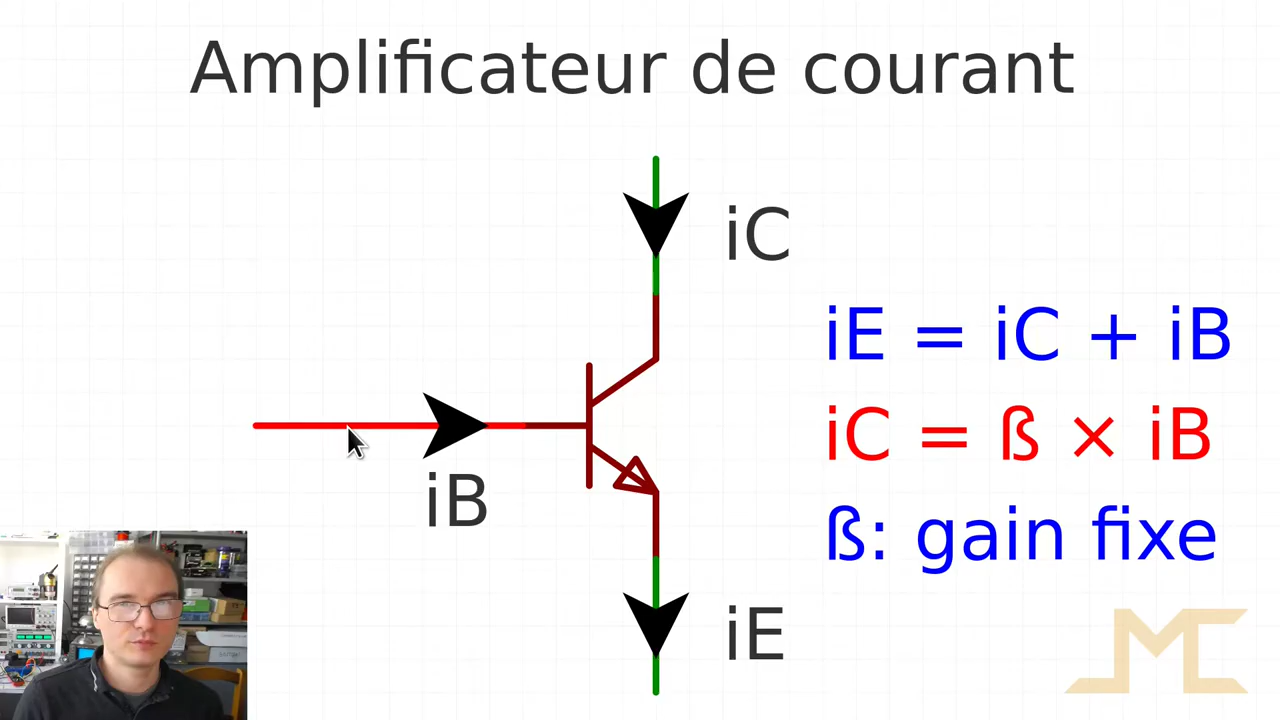 Amplificateur de courant
iC
iE = iC + iB
iC = ß × iB
iB
ß: gain fixe
iE